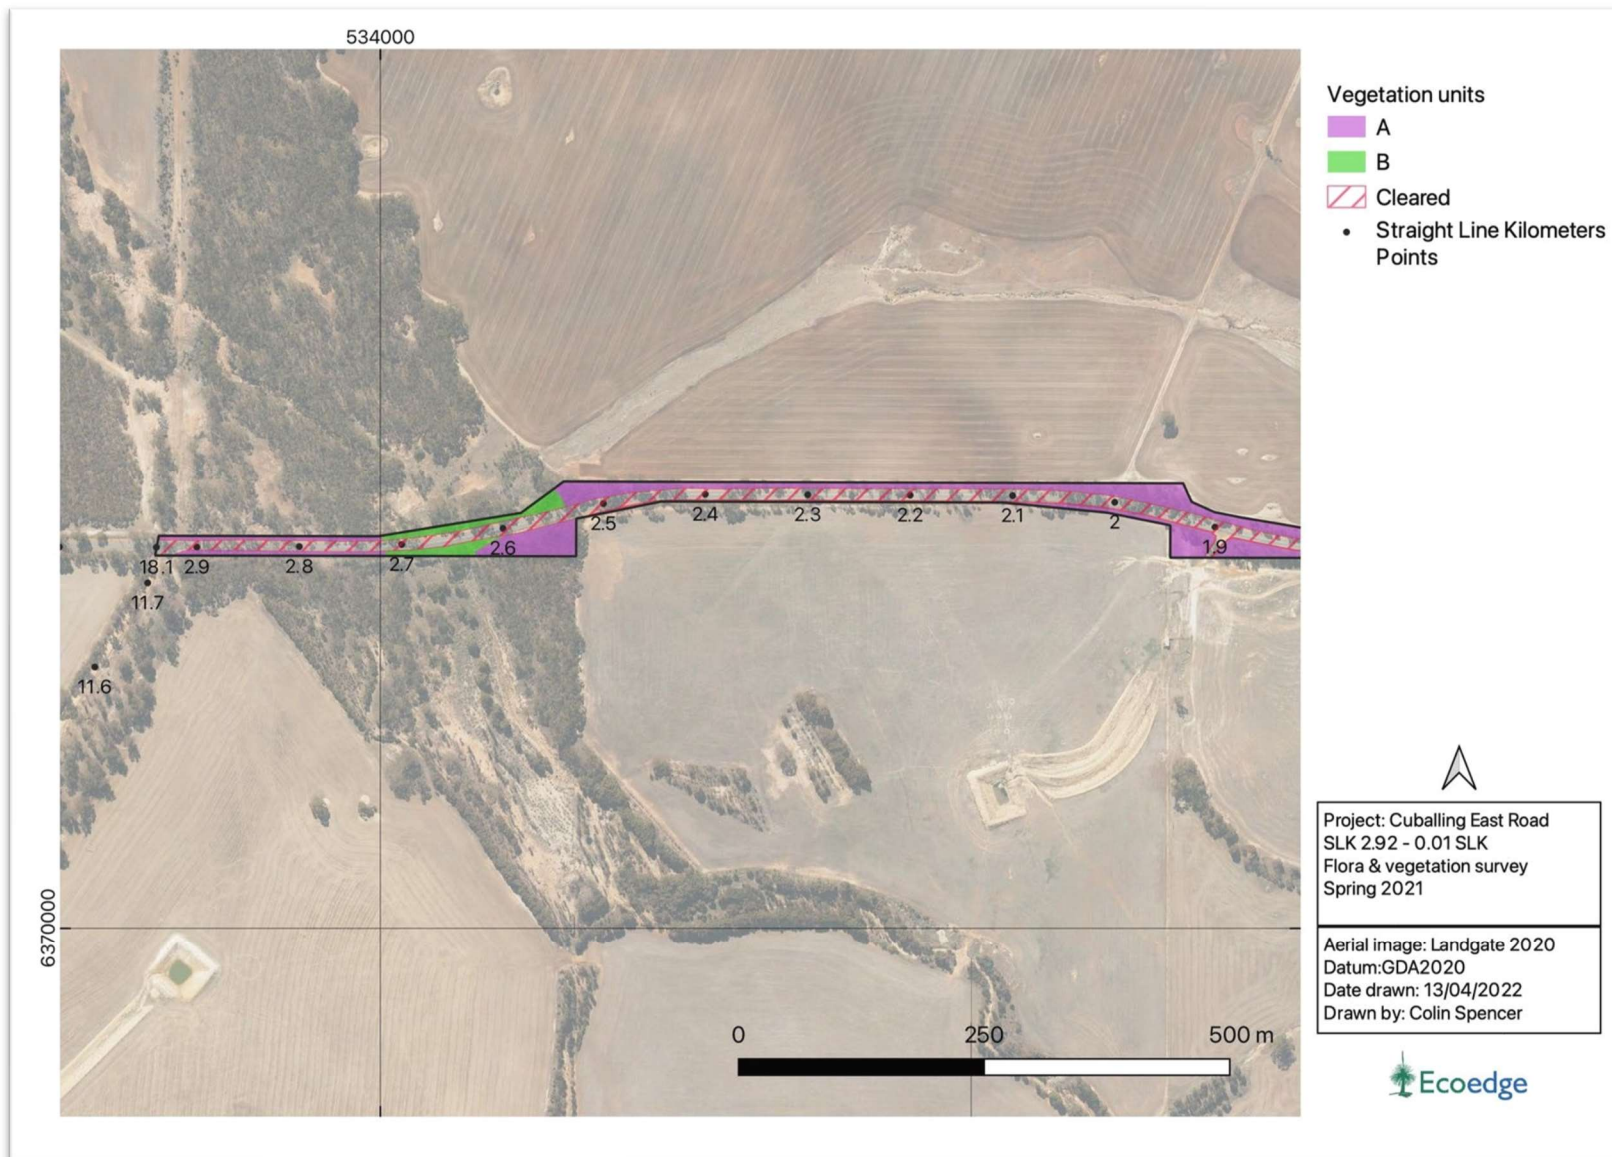 534000
Vegetation units
A
B
Cleared
Straight Line Kilometers
Points
2.5
2.4
2.3
2.2
2.1
2
1.9
2.6
2.7
2.8
2.9
18.1
11.7
11.6
6370000
0
250
500 m
Project: Cuballing East Road
SLK 2.92 - 0.01 SLK
Flora & vegetation survey
Spring 2021
Aerial image: Landgate 2020
Datum:GDA2020
Date drawn: 13/04/2022
Drawn by: Colin Spencer
Ecoedge